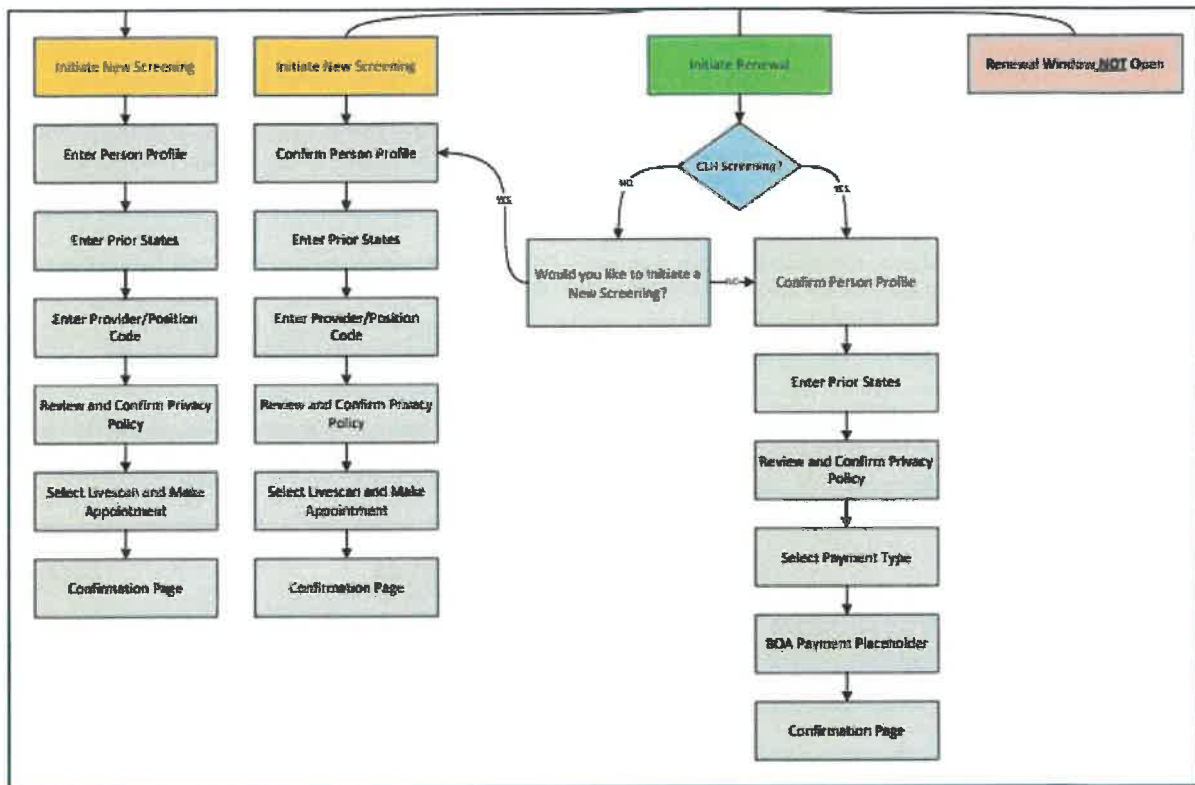 Initiate New Screening
Enter Person Profile
Enter Prior States
Enter Provider/Position
Code
Review and Confirm Privacy
Policy
Select Livescan and Make
Appointment
Confirmation Page
Initiate New Screening
Confirm Person Profile
Enter Prior States
Enter Provider/Position
Code
Review and Confirm Privacy
Policy
Select Livescan and Make
Appointment
Confirmation Page
YES
Initiate Renewal
CLH Screening?
NO
YES
Would you like to Initiate a
New Screening?
NO
Confirm Person Profile
Enter Prior States
Review and Confirm Privacy
Policy
Select Payment Type
BOA Payment Placeholder
Confirmation Page
Renewal Window NOT Open